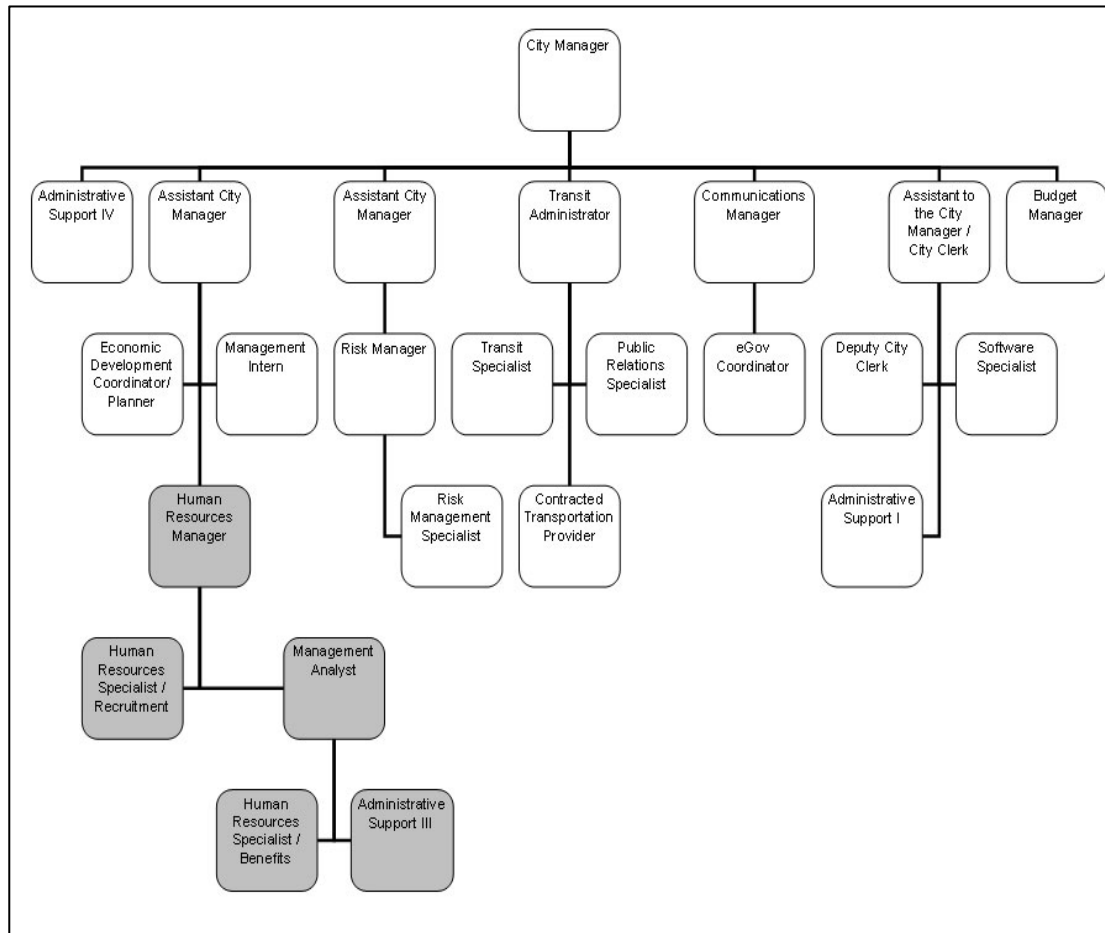 City Manager
Administrative
Support IV
Assistant City
Manager
Assistant City
Manager
Transit
Administrator
Communications
Manager
Assistant to
the City
Manager /
City Clerk
Budget
Manager
Economic
Development
Coordinator/
Planner
Management
Intern
Risk Manager
Transit
Specialist
Public
Relations
Specialist
eGov
Coordinator
Deputy City
Clerk
Software
Specialist
Human
Resources
Manager
Risk
Management
Specialist
Contracted
Transportation
Provider
Administrative
Support I
Human
Resources
Specialist /
Recruitment
Management
Analyst
Human
Resources
Specialist /
Benefits
Administrative
Support III